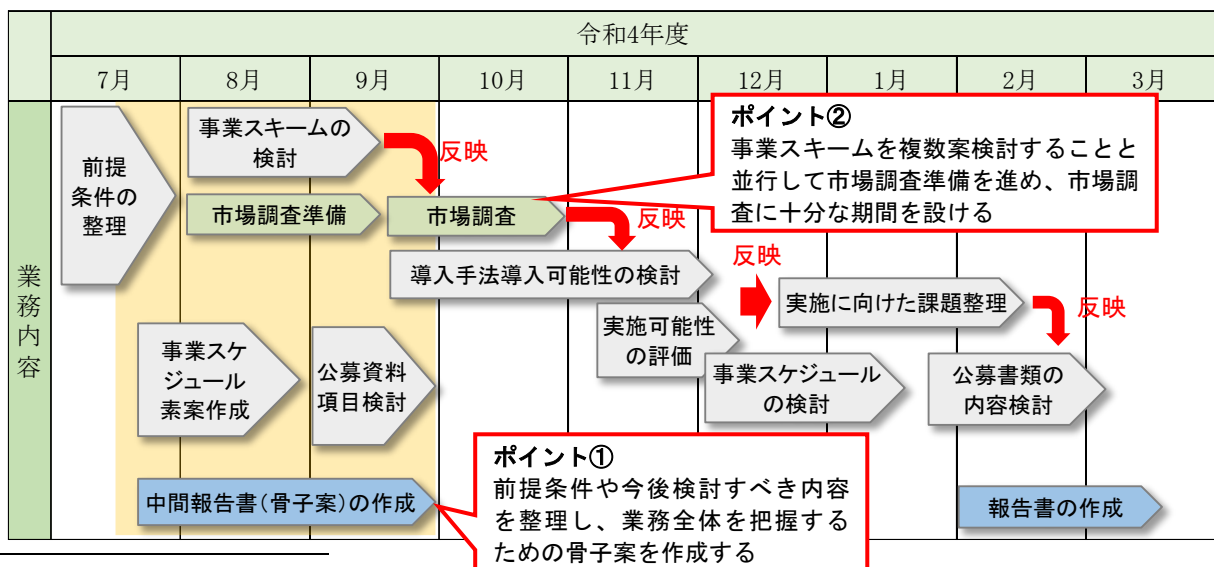 令和4年度
7月
8月
9月
10月
11月
12月
1月
2月
3月
業務内容
前提
条件の
整理
事業スキームの
検討
反映
ポイント②
事業スキームを複数案検討することと
並行して市場調査準備を進め、市場調
査に十分な期間を設ける
市場調査準備
市場調査
反映
導入手法導入可能性の検討
反映
実施に向けた課題整理
反映
実施可能性
の評価
事業スケ
ジュール
素案作成
公募資料
項目検討
事業スケジュール
の検討
公募書類の
内容検討
ポイント①
前提条件や今後検討すべき内容
を整理し、業務全体を把握する
ための骨子案を作成する
中間報告書(骨子案)の作成
報告書の作成